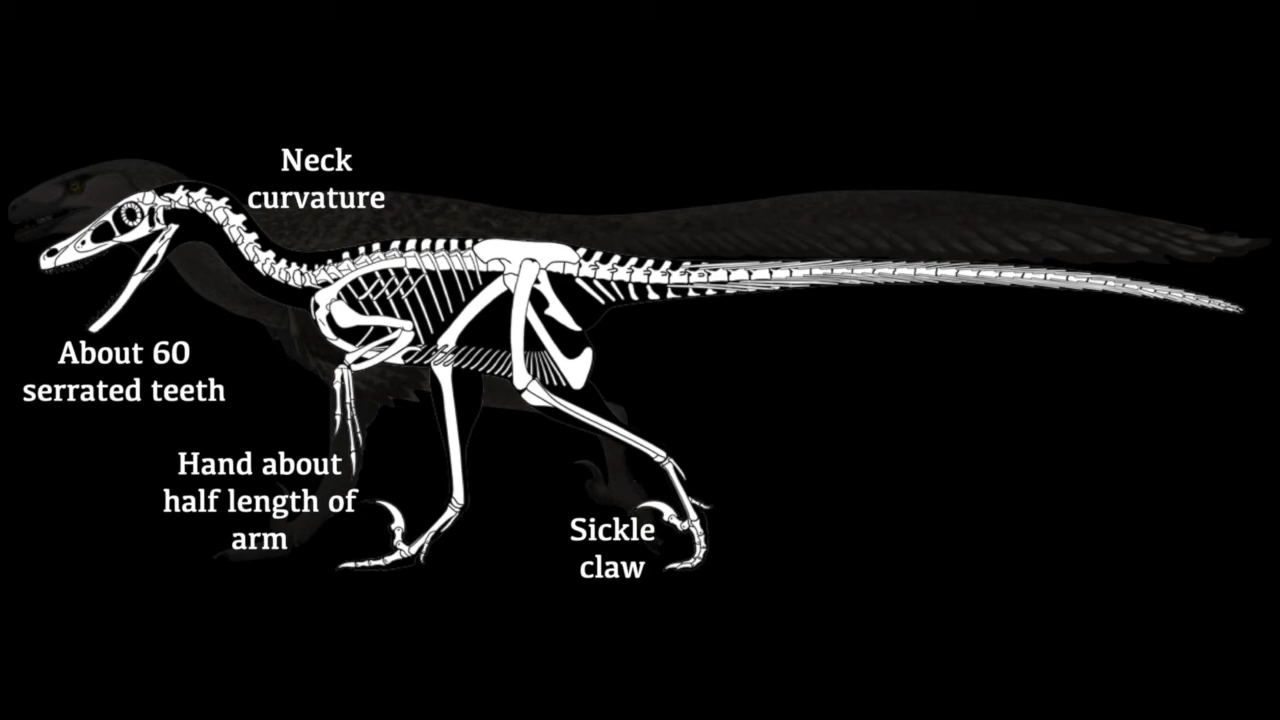 Neck
curvature
About 60
serrated teeth
Hand about
half length of
arm
Sickle
claw